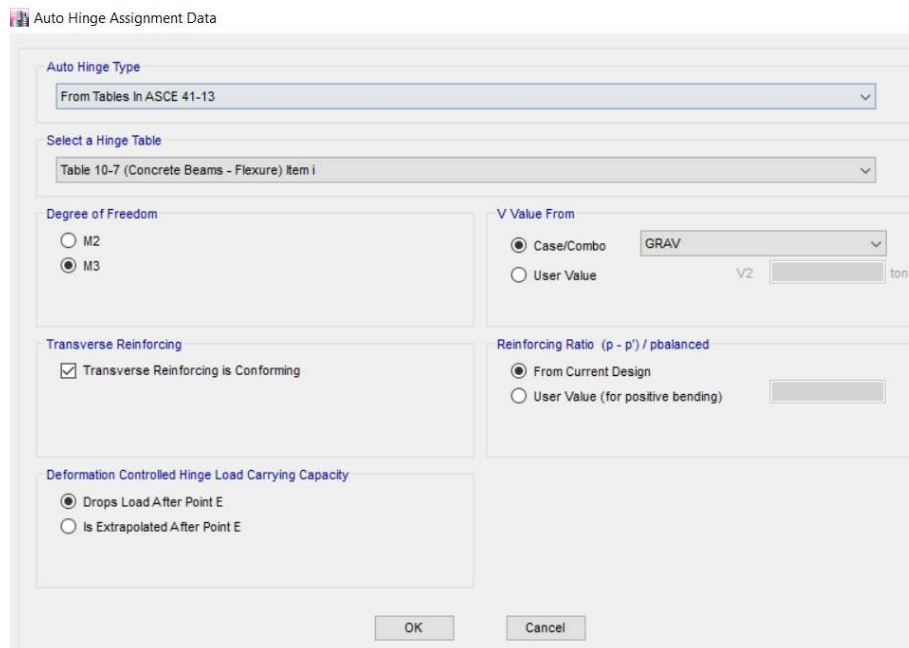 Auto Hinge Assignment Data
Auto Hinge Type
From Tables In ASCE 41-13
Select a Hinge Table
Table 10-7 (Concrete Beams - Flexure) Item i
Degree of Freedom
M2
M3
V Value From
Case/Combo GRAV
User Value V2 ton
Transverse Reinforcing
Transverse Reinforcing is Conforming
Reinforcing Ratio (p - p') / pbalanced
From Current Design
User Value (for positive bending)
Deformation Controlled Hinge Load Carrying Capacity
Drops Load After Point E
Is Extrapolated After Point E
OK Cancel